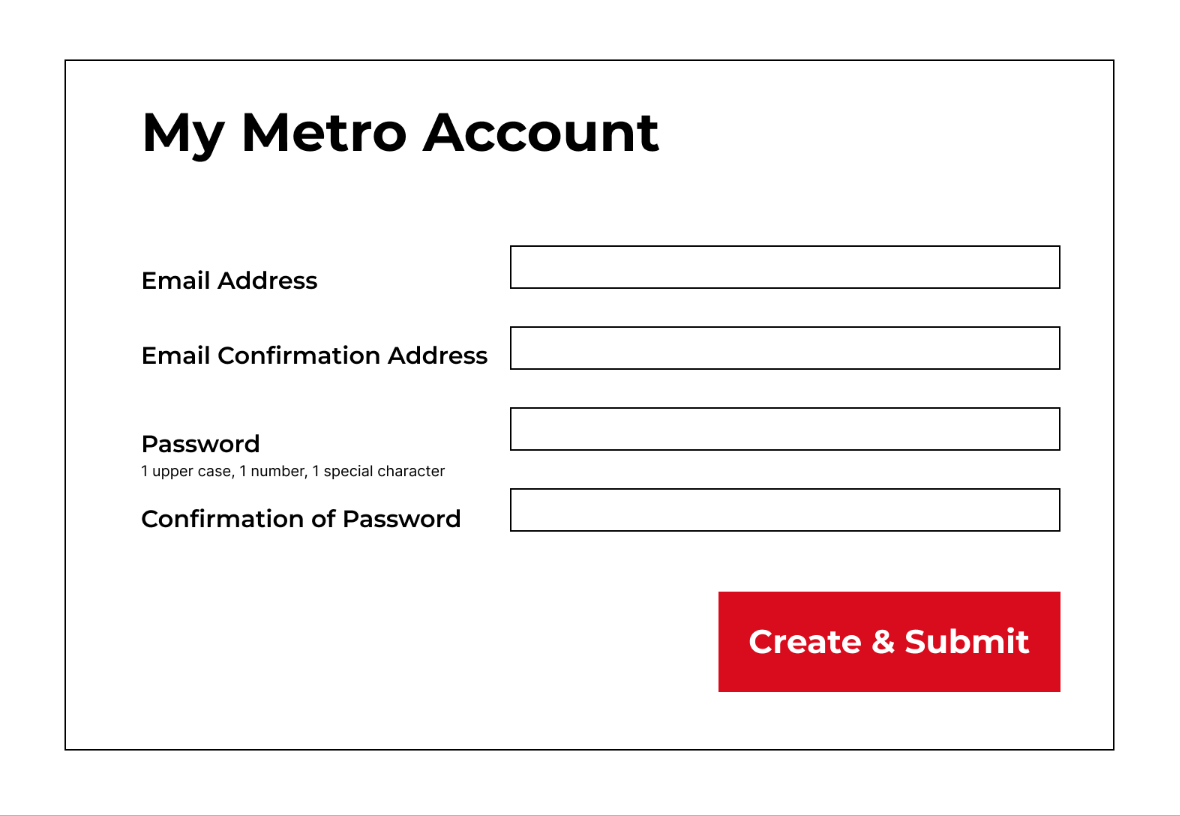 My Metro Account
Email Address
Email Confirmation Address
Password
1 upper case, 1 number, 1 special character
Confirmation of Password
Create & Submit